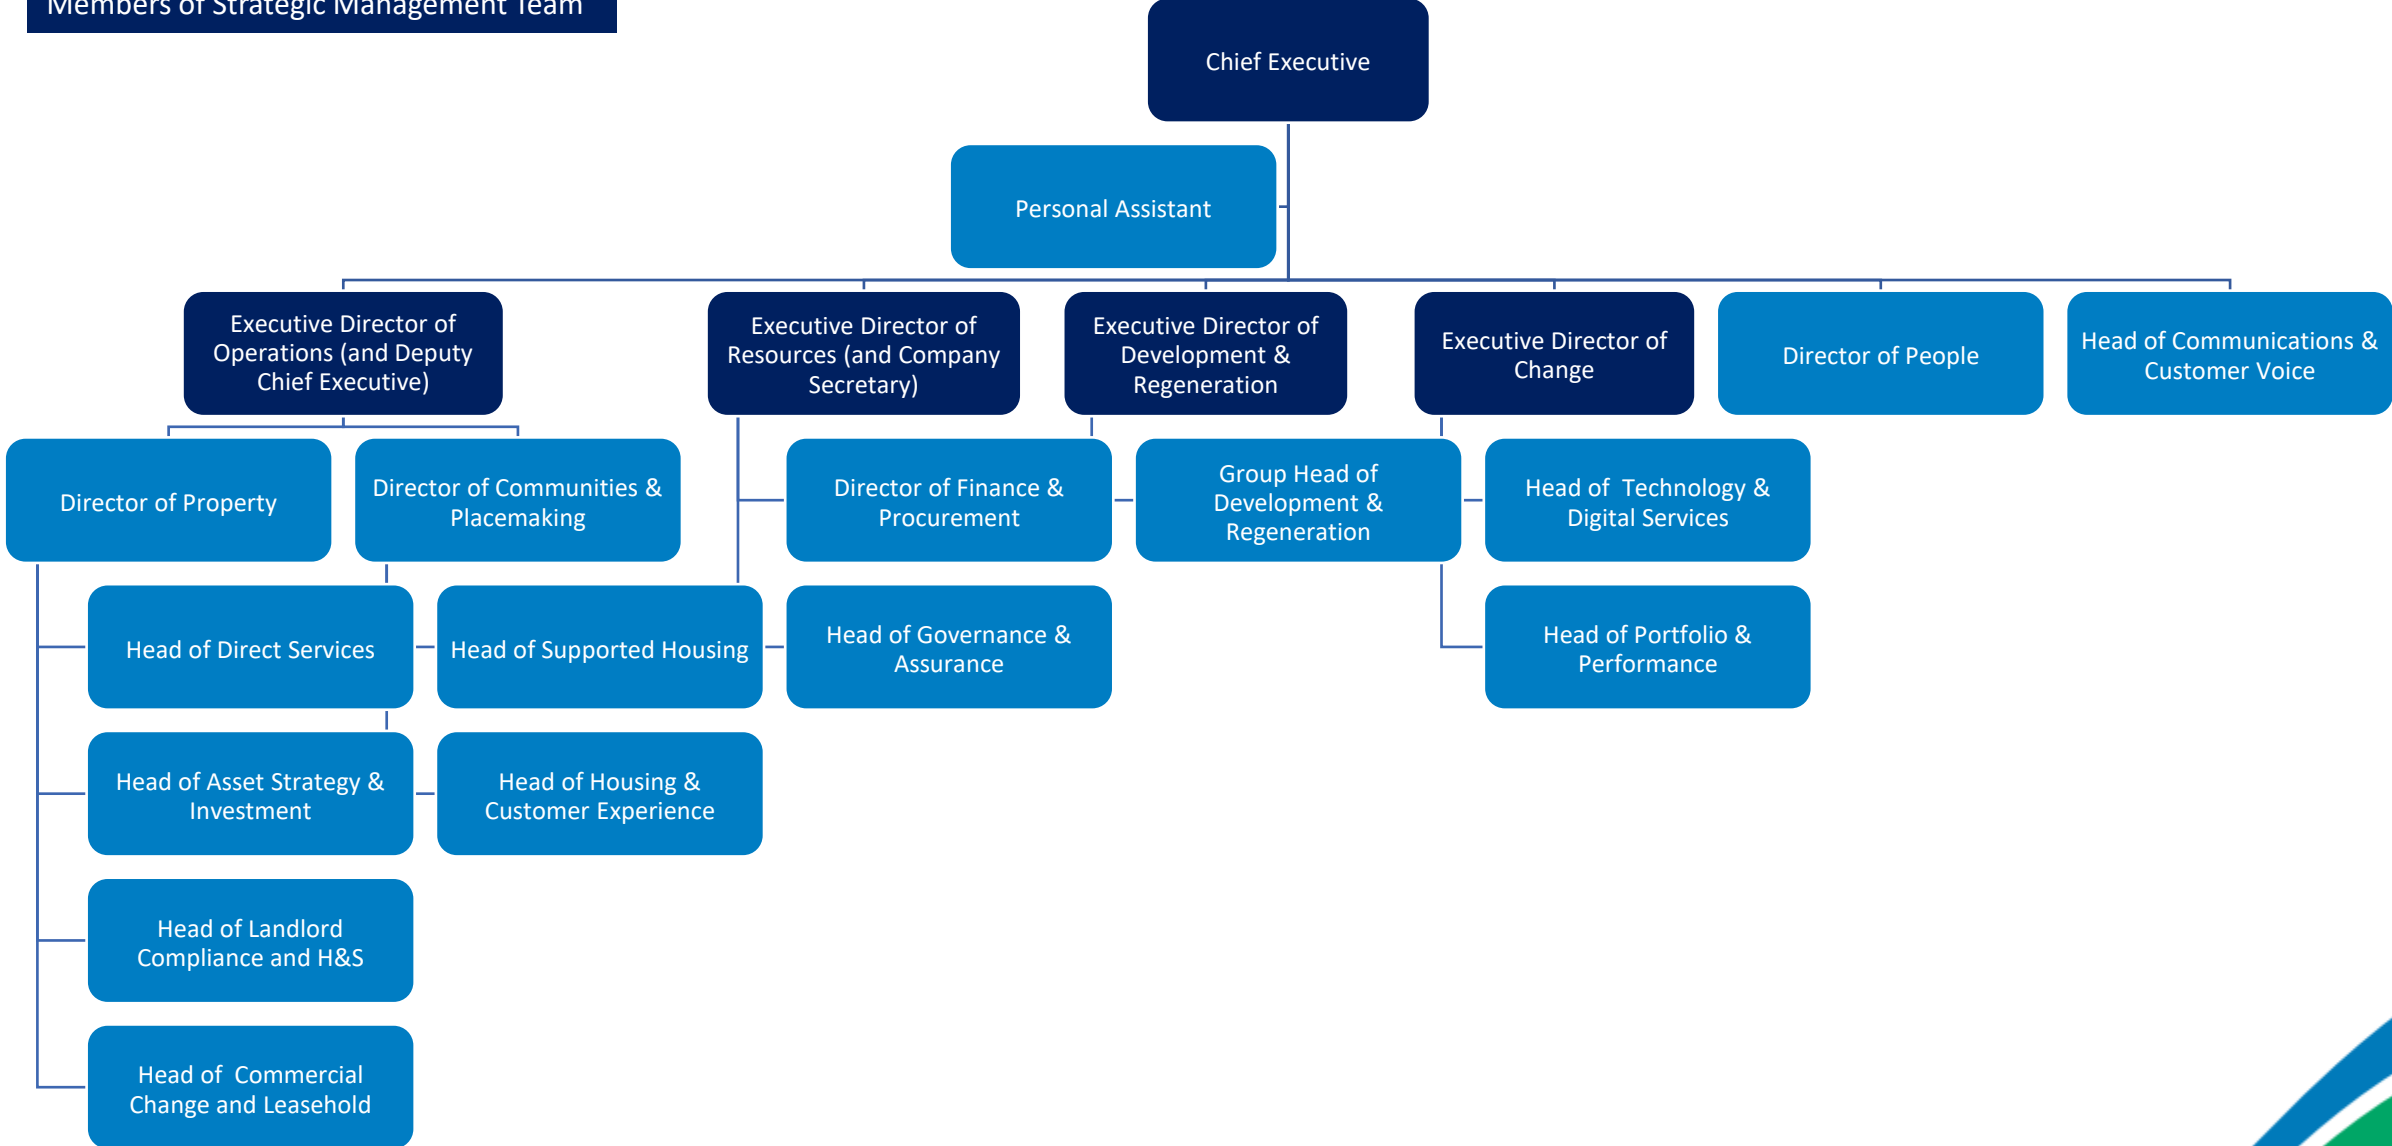 Members of Strategic Management Team
Chief Executive
Personal Assistant
Executive Director of
Operations (and Deputy
Chief Executive)
Executive Director of
Resources (and Company
Secretary)
Executive Director of
Development &
Regeneration
Executive Director of
Change
Director of People
Head of Communications &
Customer Voice
Director of Property
Director of Communities &
Placemaking
Director of Finance &
Procurement
Group Head of
Development &
Regeneration
Head of  Technology &
Digital Services
Head of Direct Services
Head of Supported Housing
Head of Governance &
Assurance
Head of Portfolio &
Performance
Head of Asset Strategy &
Investment
Head of Housing &
Customer Experience
Head of Landlord
Compliance and H&S
Head of  Commercial
Change and Leasehold